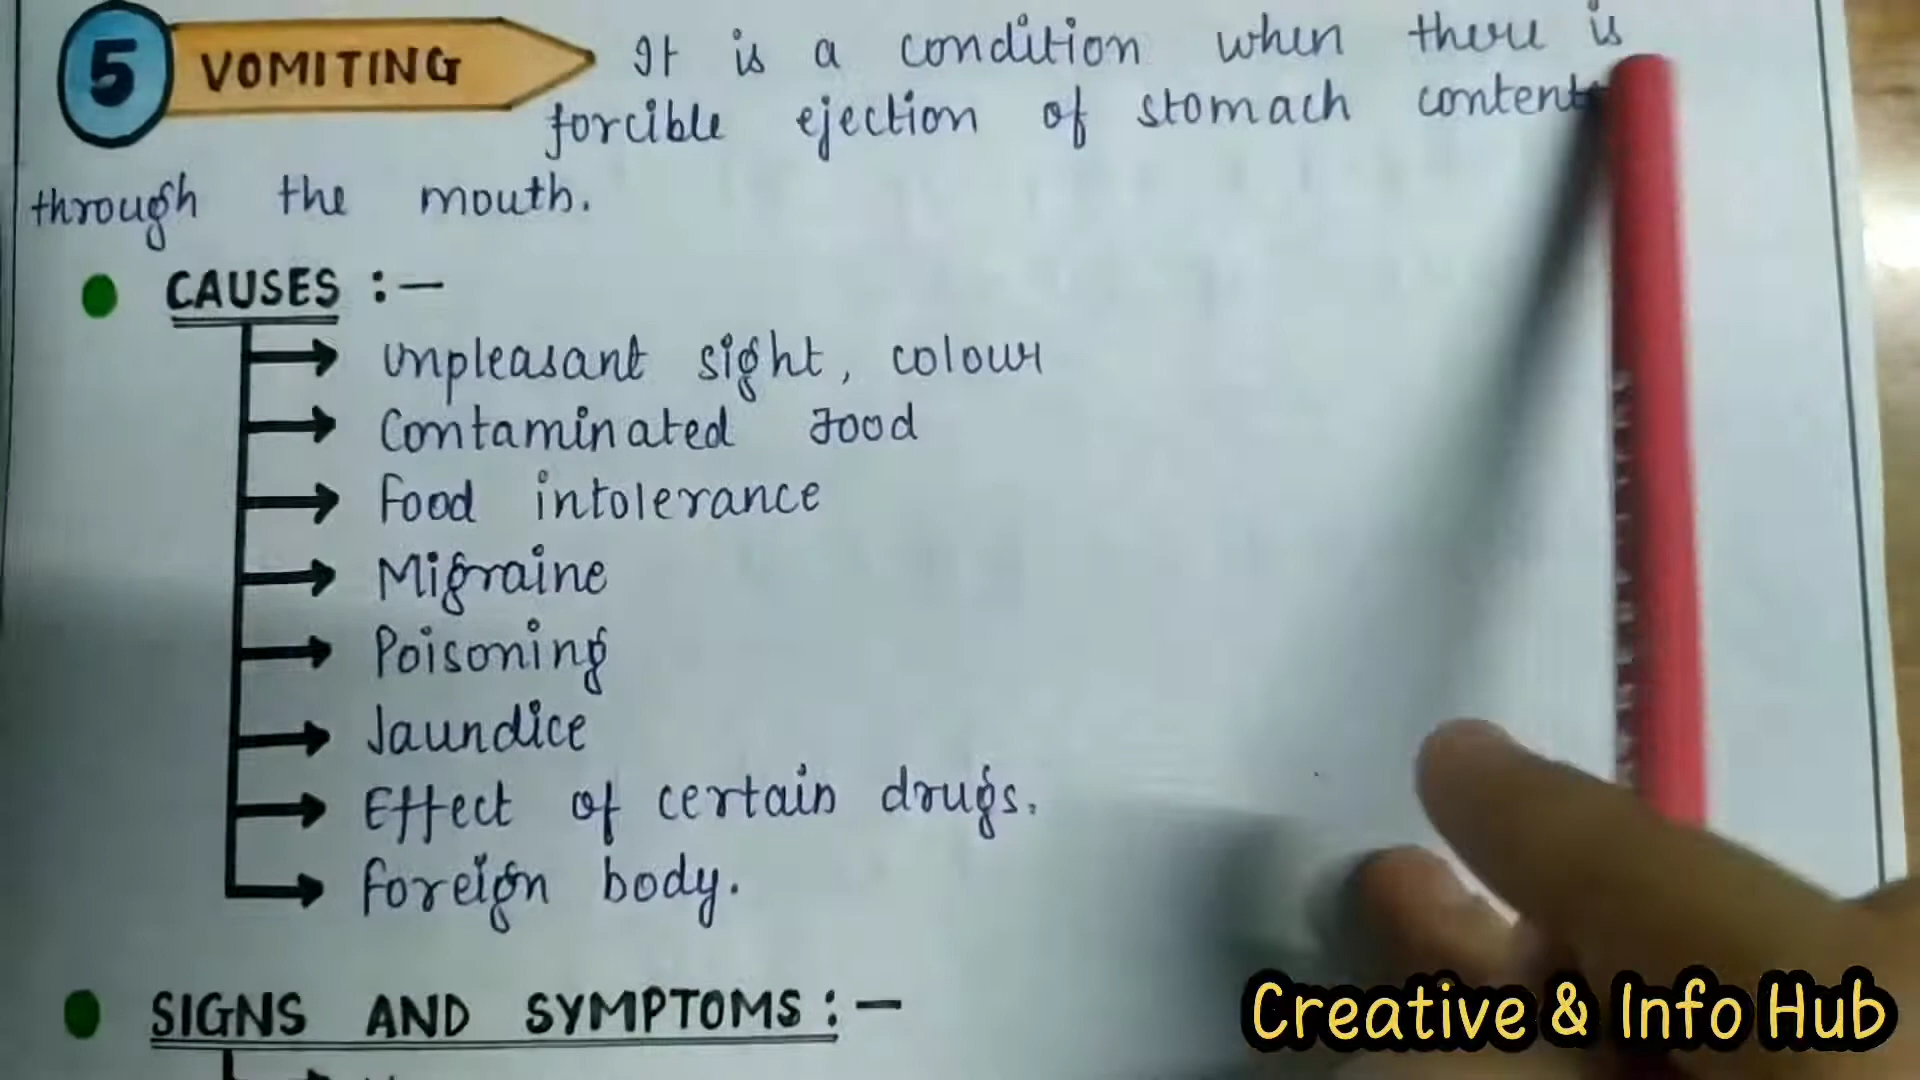 5 VOMITING It is a condition when there is
forcible ejection of stomach content
through the mouth.
CAUSES :-
Unpleasant sight, colour
Contaminated Food
Food intolerance
Migraine
Poisoning
Jaundice
Effect of certain drugs.
Foreign body.
SIGNS AND SYMPTOMS :-
Creative & Info Hub